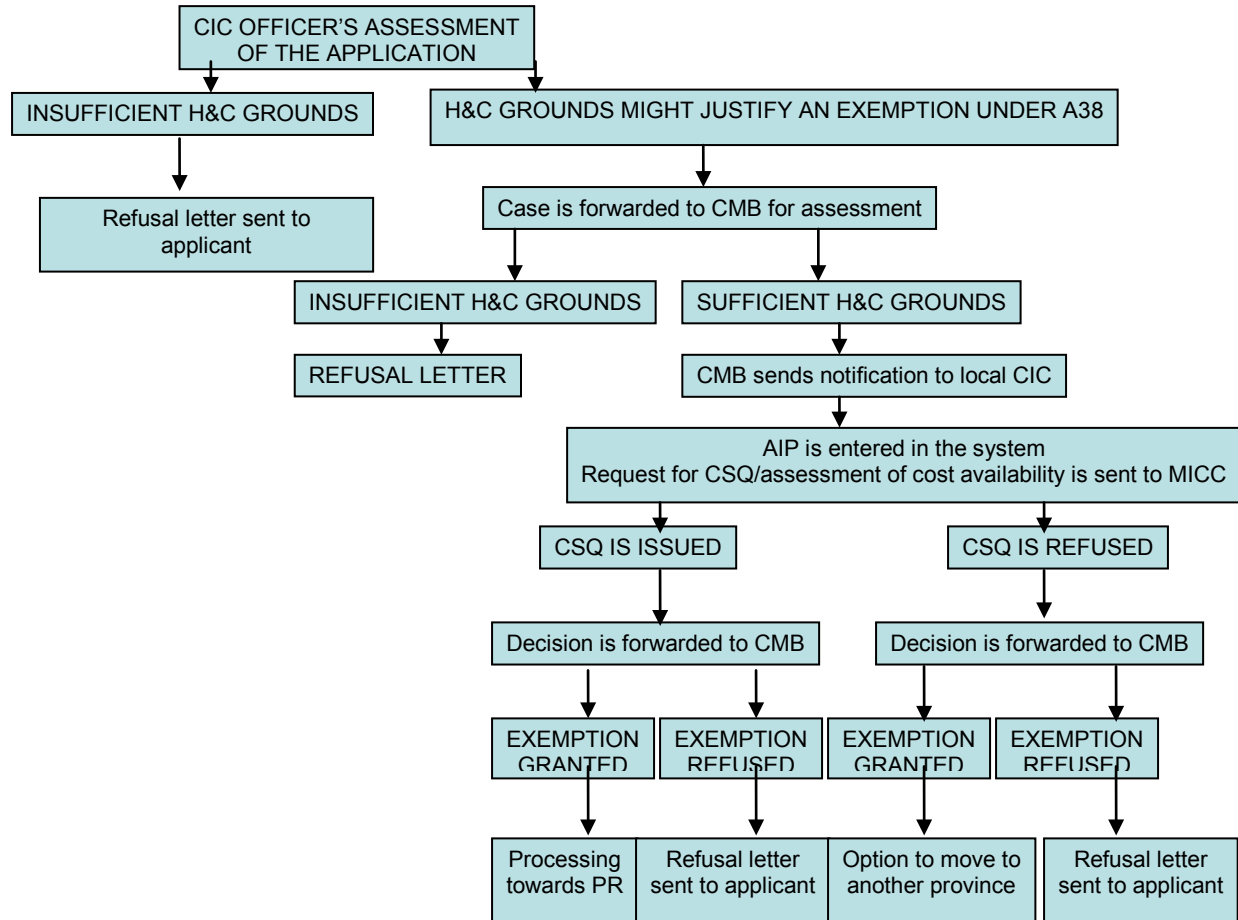 CIC OFFICER'S ASSESSMENT
OF THE APPLICATION
INSUFFICIENT H&C GROUNDS
H&C GROUNDS MIGHT JUSTIFY AN EXEMPTION UNDER A38
Refusal letter sent to
applicant
Case is forwarded to CMB for assessment
INSUFFICIENT H&C GROUNDS
SUFFICIENT H&C GROUNDS
REFUSAL LETTER
CMB sends notification to local CIC
AIP is entered in the system
Request for CSQ/assessment of cost availability is sent to MICC
CSQ IS ISSUED
CSQ IS REFUSED
Decision is forwarded to CMB
Decision is forwarded to CMB
EXEMPTION
GRANTED
EXEMPTION
REFUSED
EXEMPTION
GRANTED
EXEMPTION
REFUSED
Processing
towards PR
Refusal letter
sent to applicant
Option to move to
another province
Refusal letter
sent to applicant